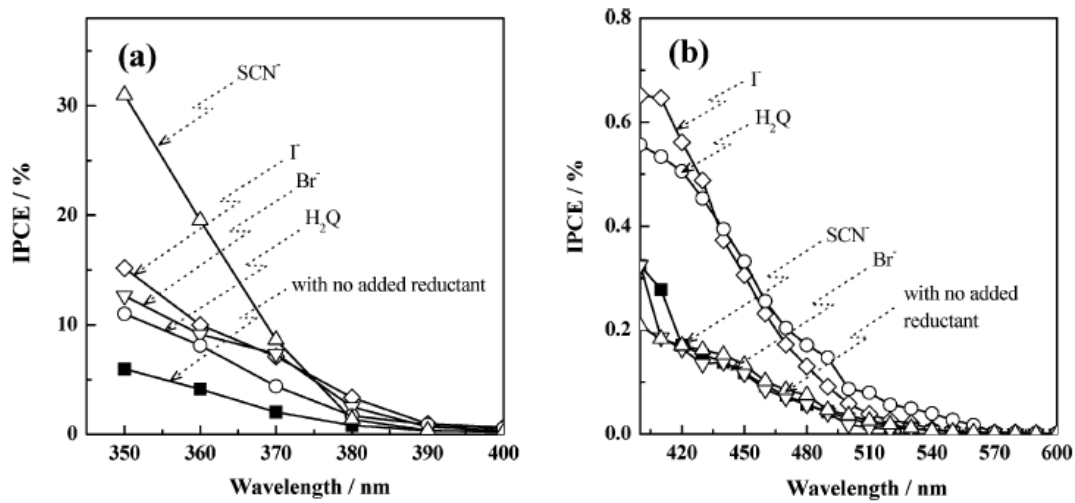 (a)
SCN⁻
I⁻
Br⁻
H₂Q
with no added reductant
30
20
10
0
350 360 370 380 390 400
IPCE / %
Wavelength / nm
(b)
I⁻
H₂Q
SCN⁻
Br⁻
with no added
reductant
0.8
0.6
0.4
0.2
0.0
420 450 480 510 540 570 600
IPCE / %
Wavelength / nm